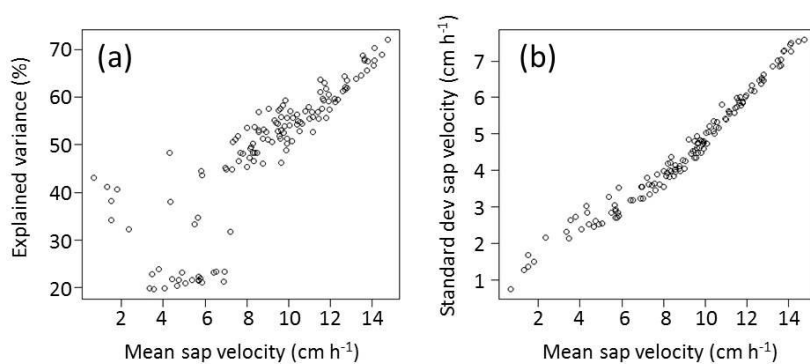 (a)
Explained variance (%)
70
60
50
40
30
20
2 4 6 8 10 12 14
Mean sap velocity (cm h⁻¹)
(b)
Standard dev sap velocity (cm h⁻¹)
7
6
5
4
3
2
1
2 4 6 8 10 12 14
Mean sap velocity (cm h⁻¹)